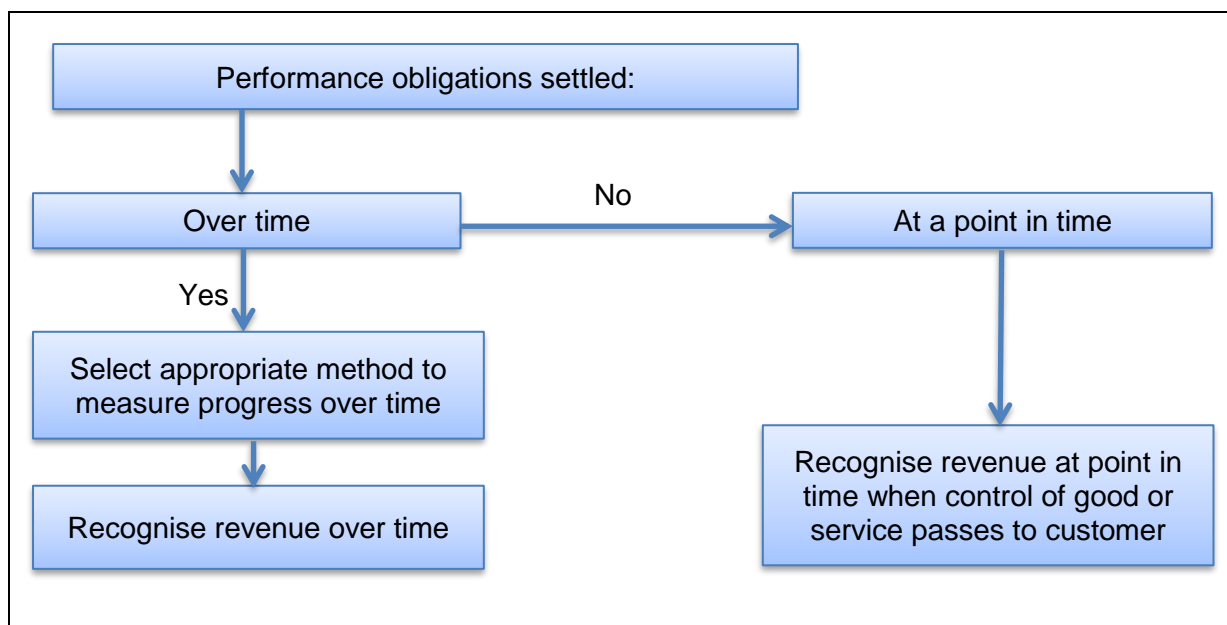 Performance obligations settled:
Over time
No
At a point in time
Yes
Select appropriate method to
measure progress over time
Recognise revenue over time
Recognise revenue at point in
time when control of good or
service passes to customer